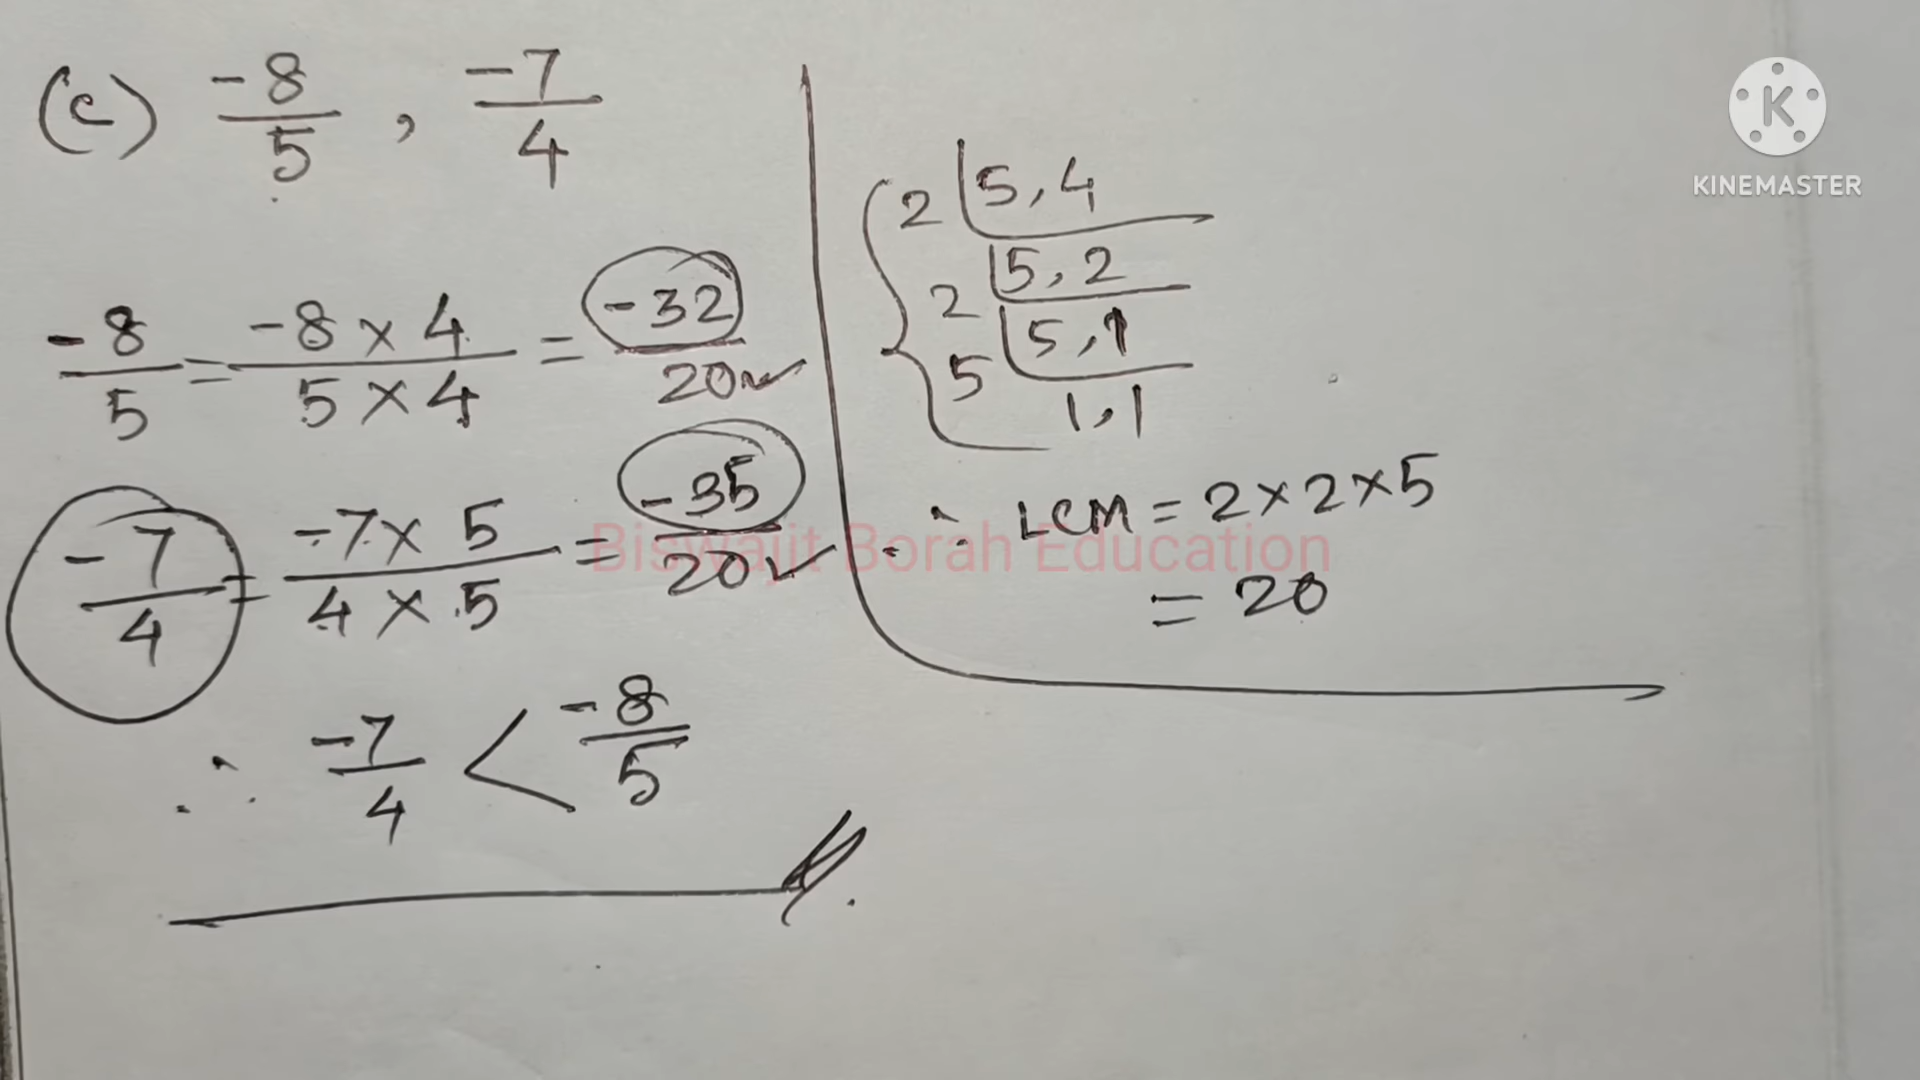 (c) -8/5 , -7/4
-8/5 = -8 × 4 / 5 × 4 = -32/20 ✓
-7/4 = -7 × 5 / 4 × 5 = -35/20 ✓
∴ -7/4 < -8/5
2 | 5, 4
2 | 5, 2
5 | 5, 1
1, 1
∴ LCM = 2 × 2 × 5
= 20
Biswajit Borah Education
K
KINEMASTER